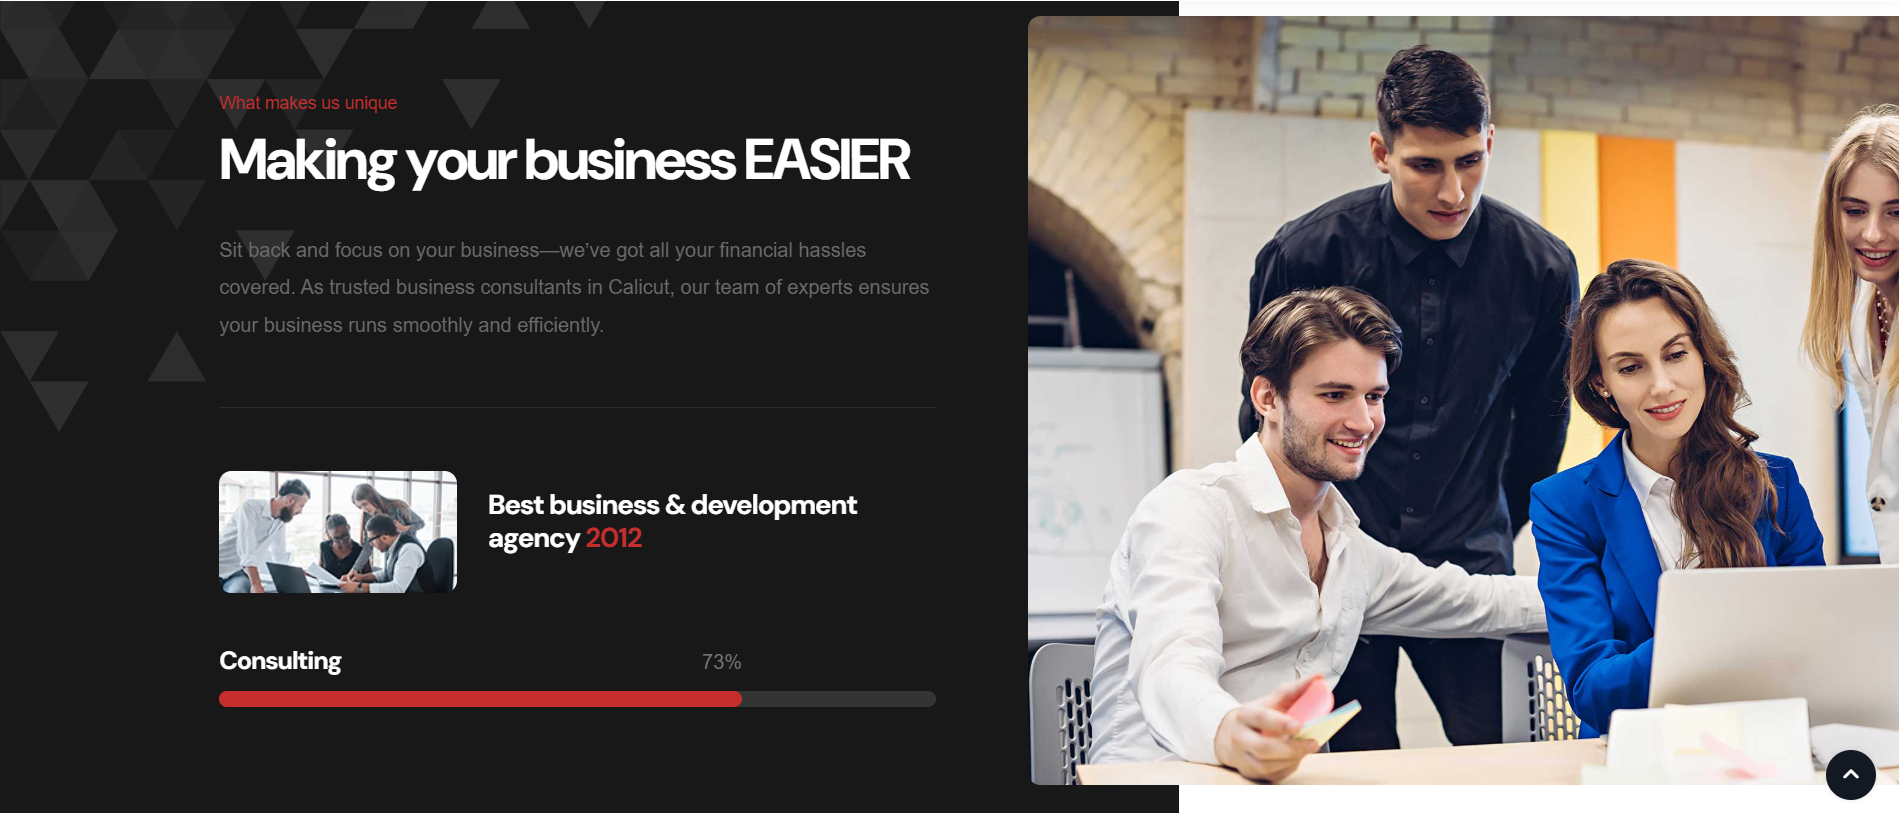 What makes us unique
Making your business EASIER
Sit back and focus on your business—we’ve got all your financial hassles
covered. As trusted business consultants in Calicut, our team of experts ensures
your business runs smoothly and efficiently.
Best business & development
agency 2012
Consulting
73%